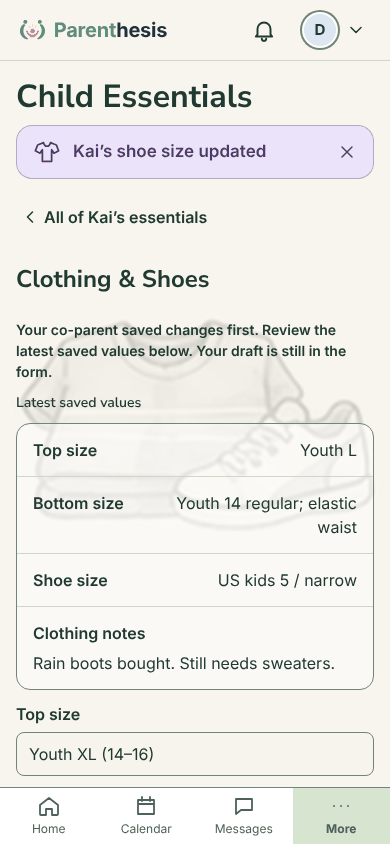 Parenthesis
D
Child Essentials
Kai’s shoe size updated
All of Kai’s essentials
Clothing & Shoes
Your co-parent saved changes first. Review the
latest saved values below. Your draft is still in the
form.
Latest saved values
Top size
Youth L
Bottom size
Youth 14 regular; elastic
waist
Shoe size
US kids 5 / narrow
Clothing notes
Rain boots bought. Still needs sweaters.
Top size
Youth XL (14–16)
Home
Calendar
Messages
More